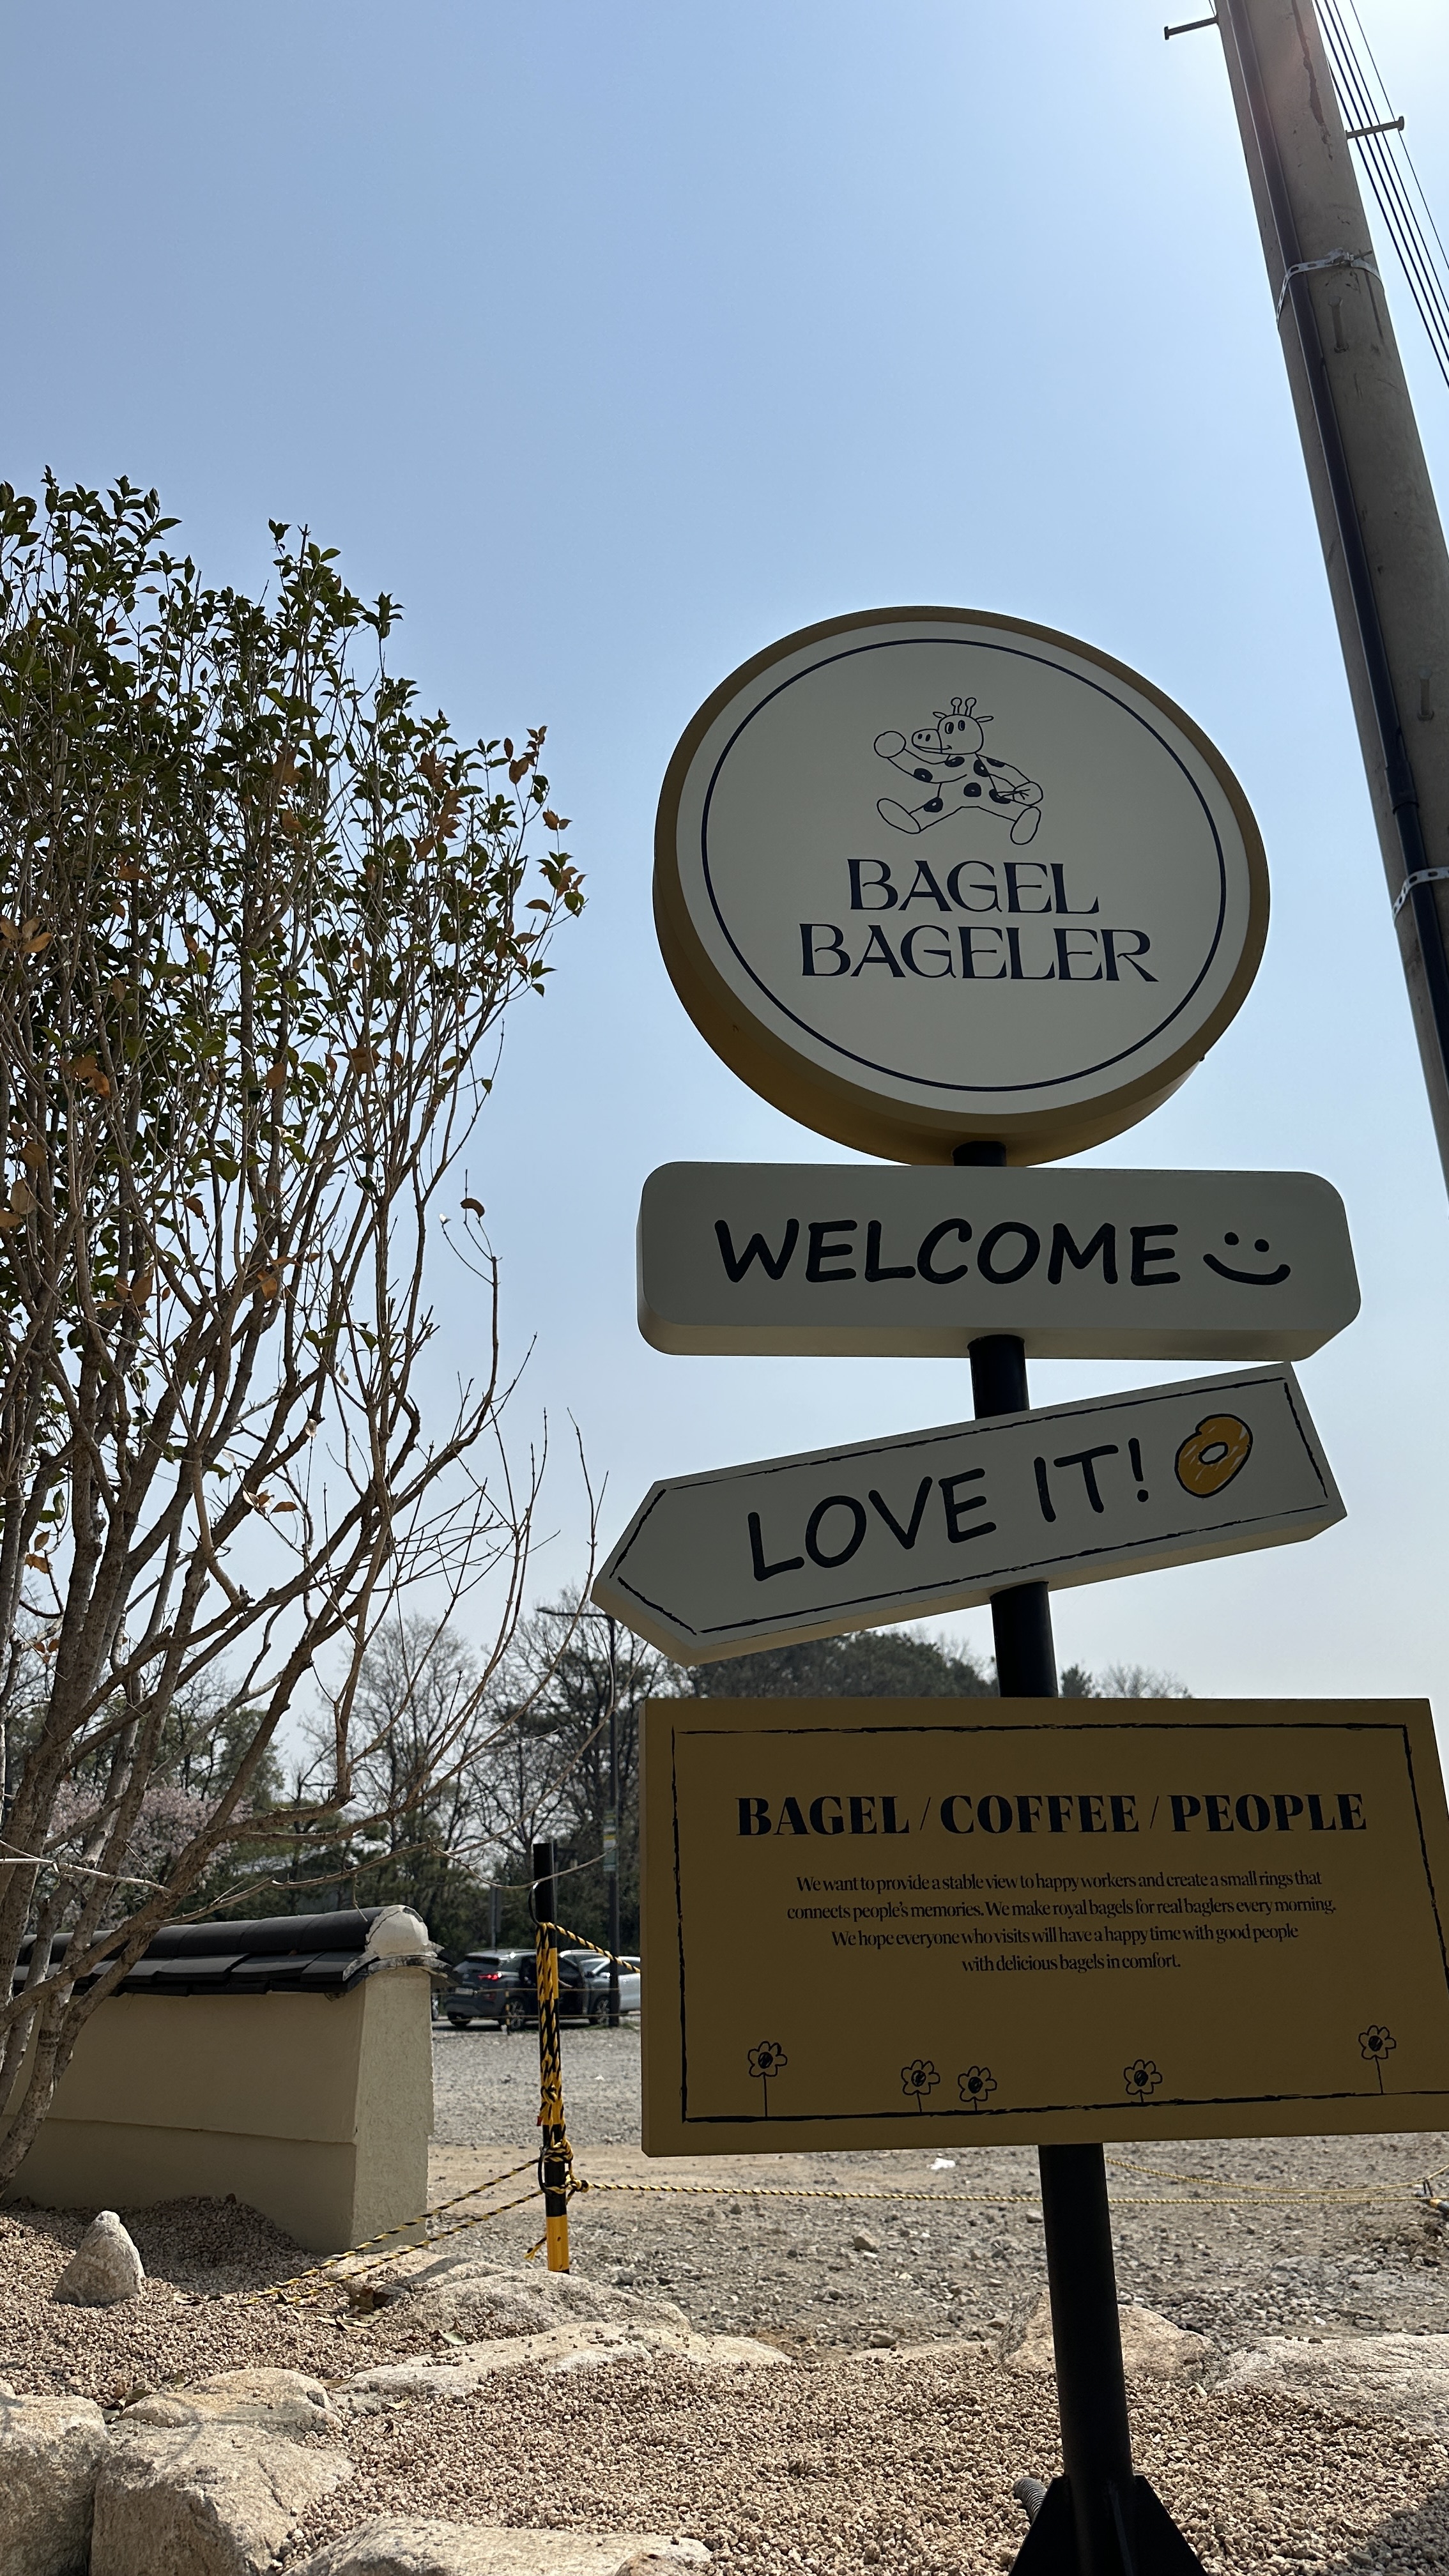 BAGEL
BAGELER
WELCOME
LOVE IT!
BAGEL / COFFEE / PEOPLE
We want to provide a stable view to happy workers and create a small rings that
connects people's memories. We make royal bagels for real baglers every morning.
We hope everyone who visits will have a happy time with good people
with delicious bagels in comfort.